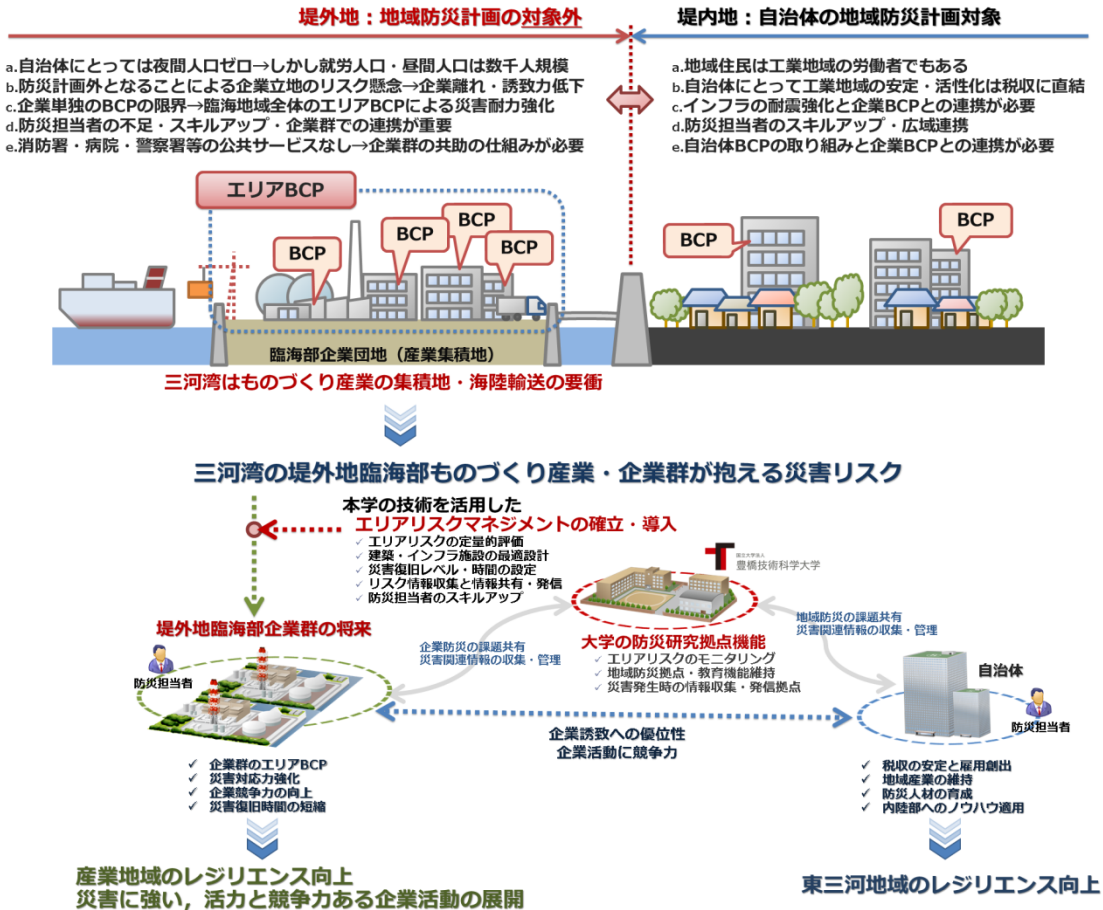 堤外地：地域防災計画の対象外
堤内地：自治体の地域防災計画対象
a.自治体にとっては夜間人口ゼロ→しかし就労人口・昼間人口は数千人規模
b.防災計画外となることによる企業立地のリスク懸念→企業離れ・誘致力低下
c.企業単独のBCPの限界→臨海地域全体のエリアBCPによる災害耐力強化
d.防災担当者の不足・スキルアップ・企業群での連携が重要
e.消防署・病院・警察署等の公共サービスなし→企業群の共助の仕組みが必要
a.地域住民は工業地域の労働者でもある
b.自治体にとって工業地域の安定・活性化は税収に直結
c.インフラの耐震強化と企業BCPとの連携が必要
d.防災担当者のスキルアップ・広域連携
e.自治体BCPの取り組みと企業BCPとの連携が必要
エリアBCP
BCP
BCP
BCP
BCP
BCP
BCP
臨海部企業団地（産業集積地）
三河湾はものづくり産業の集積地・海陸輸送の要衝
三河湾の堤外地臨海部ものづくり産業・企業群が抱える災害リスク
本学の技術を活用した
エリアリスクマネジメントの確立・導入
✓ エリアリスクの定量的評価
✓ 建築・インフラ施設の最適設計
✓ 災害復旧レベル・時間の設定
✓ リスク情報収集と情報共有・発信
✓ 防災担当者のスキルアップ
国立大学法人
豊橋技術科学大学
堤外地臨海部企業群の将来
防災担当者
企業防災の課題共有
災害関連情報の収集・管理
大学の防災研究拠点機能
✓ エリアリスクのモニタリング
✓ 地域防災拠点・教育機能維持
✓ 災害発生時の情報収集・発信拠点
地域防災の課題共有
災害関連情報の収集・管理
自治体
防災担当者
企業誘致への優位性
企業活動に競争力
✓ 企業群のエリアBCP
✓ 災害対応力強化
✓ 企業競争力の向上
✓ 災害復旧時間の短縮
✓ 税収の安定と雇用創出
✓ 地域産業の維持
✓ 防災人材の育成
✓ 内陸部へのノウハウ適用
産業地域のレジリエンス向上
災害に強い，活力と競争力ある企業活動の展開
東三河地域のレジリエンス向上